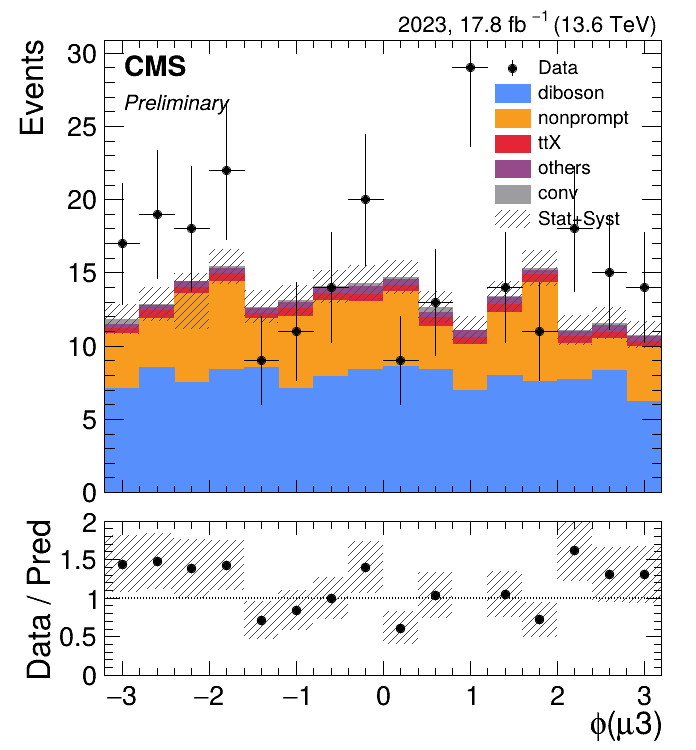 2023, 17.8 fb⁻¹ (13.6 TeV)
Events
CMS
Preliminary
Data
diboson
nonprompt
ttX
others
conv
Stat+Syst
30
25
20
15
10
5
0
Data / Pred
2
1.5
1
0.5
0
−3 −2 −1 0 1 2 3
ϕ(μ3)